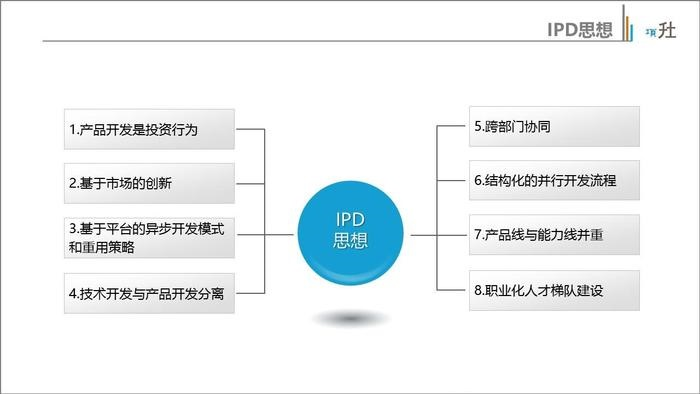 IPD思想
項
1.产品开发是投资行为
2.基于市场的创新
3.基于平台的异步开发模式
和重用策略
4.技术开发与产品开发分离
IPD
思想
5.跨部门协同
6.结构化的并行开发流程
7.产品线与能力线并重
8.职业化人才梯队建设